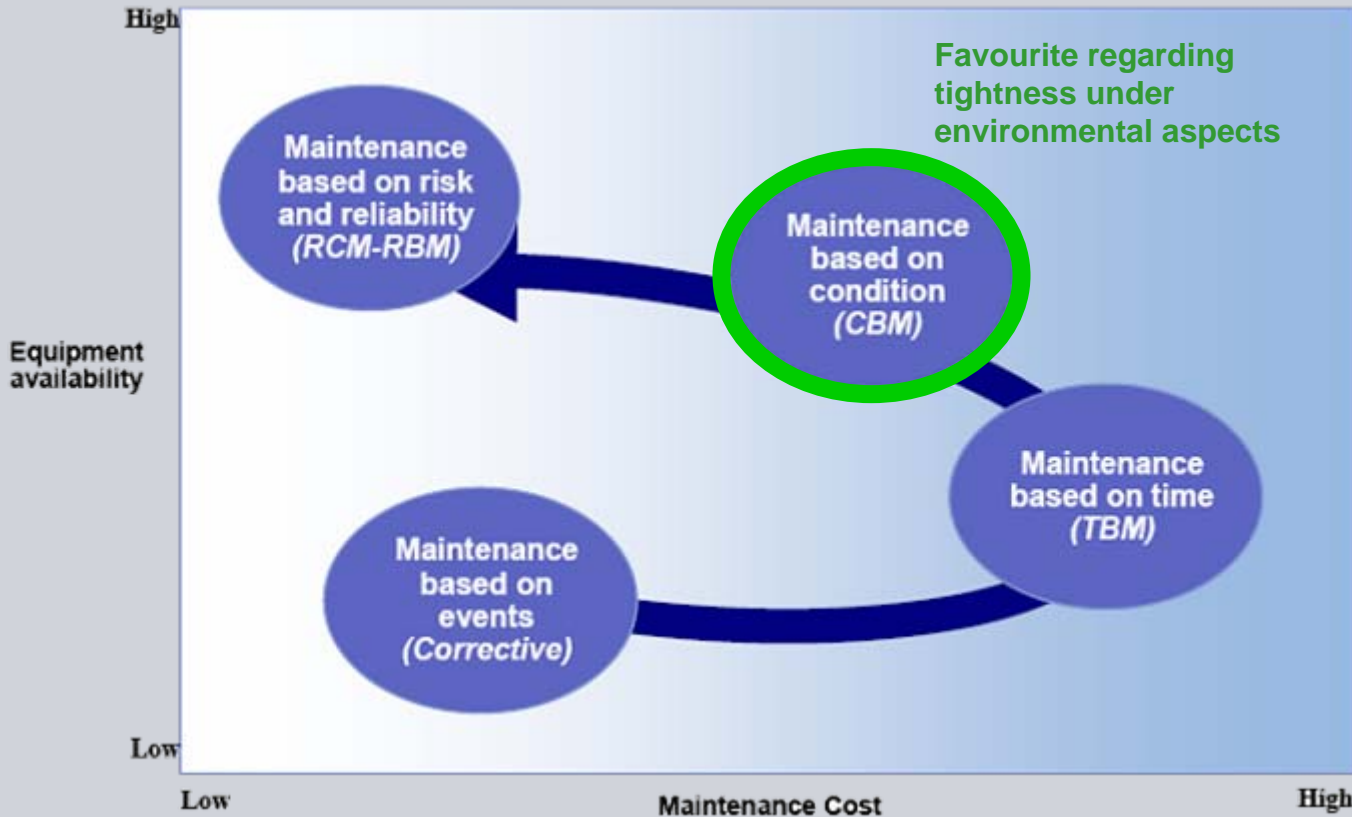 High
Favourite regarding
tightness under
environmental aspects
Maintenance
based on risk
and reliability
(RCM-RBM)
Maintenance
based on
condition
(CBM)
Equipment
availability
Maintenance
based on time
(TBM)
Maintenance
based on
events
(Corrective)
Low
Low
Maintenance Cost
High